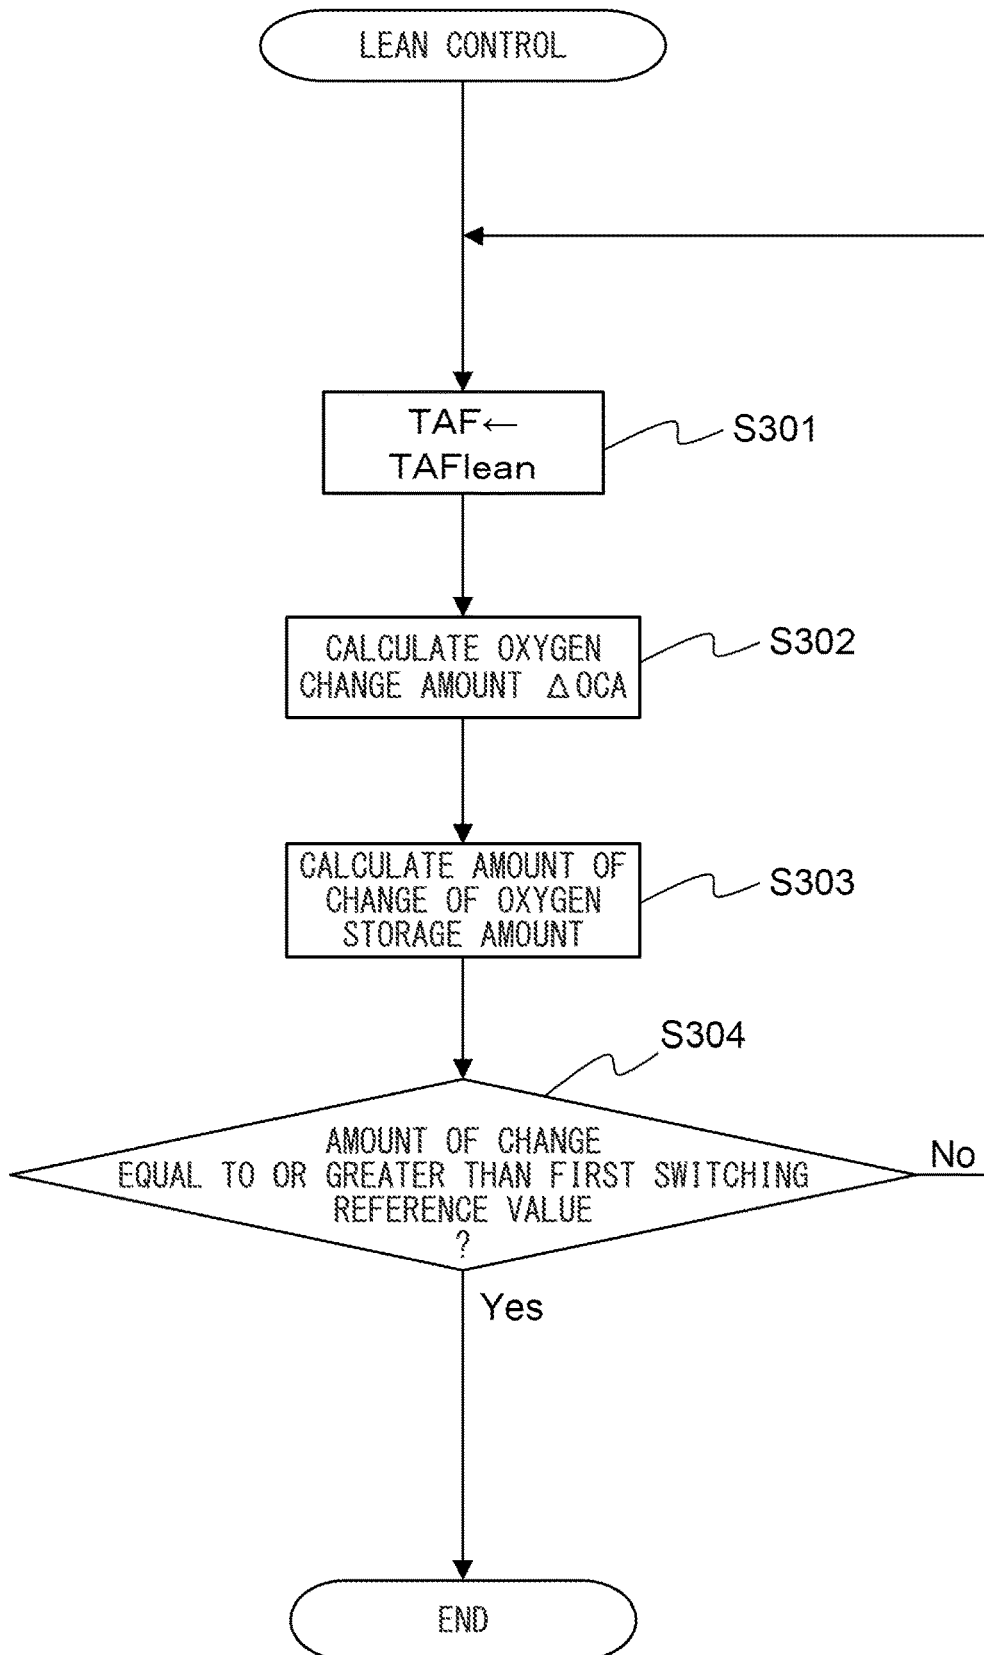 LEAN CONTROL
TAF←
TAFlean
S301
CALCULATE OXYGEN
CHANGE AMOUNT △OCA
S302
CALCULATE AMOUNT OF
CHANGE OF OXYGEN
STORAGE AMOUNT
S303
S304
AMOUNT OF CHANGE
EQUAL TO OR GREATER THAN FIRST SWITCHING
REFERENCE VALUE
?
No
Yes
END